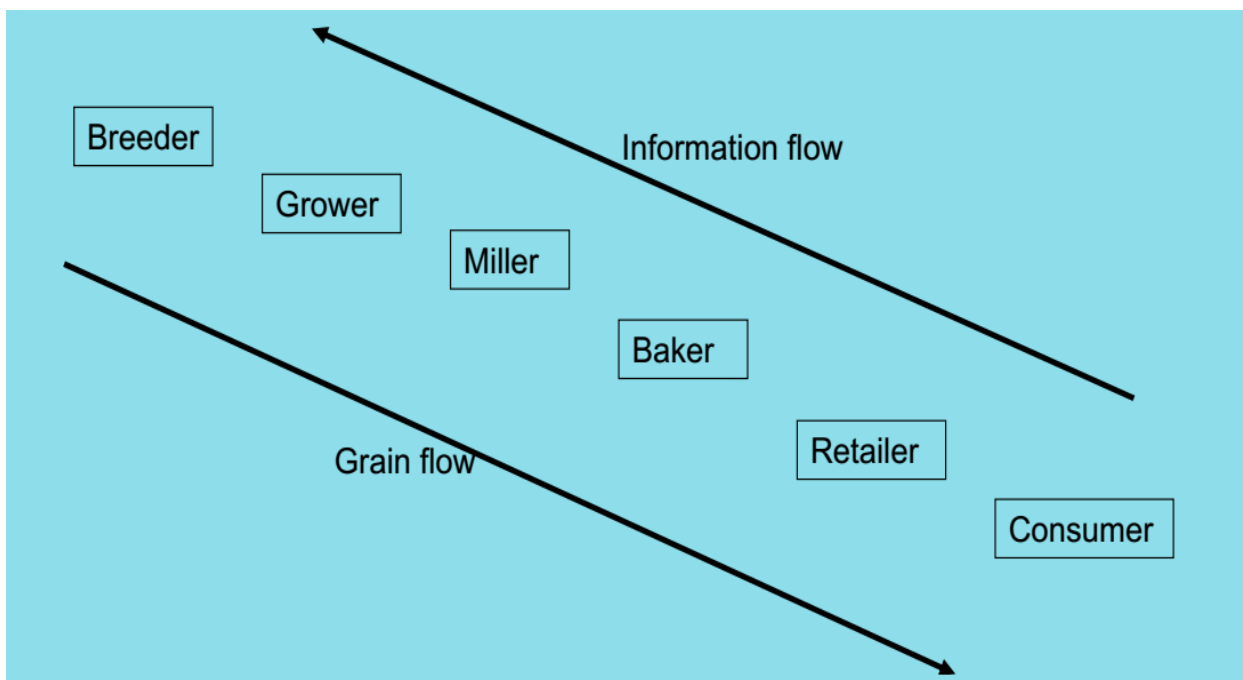 Breeder
Information flow
Grower
Miller
Baker
Grain flow
Retailer
Consumer